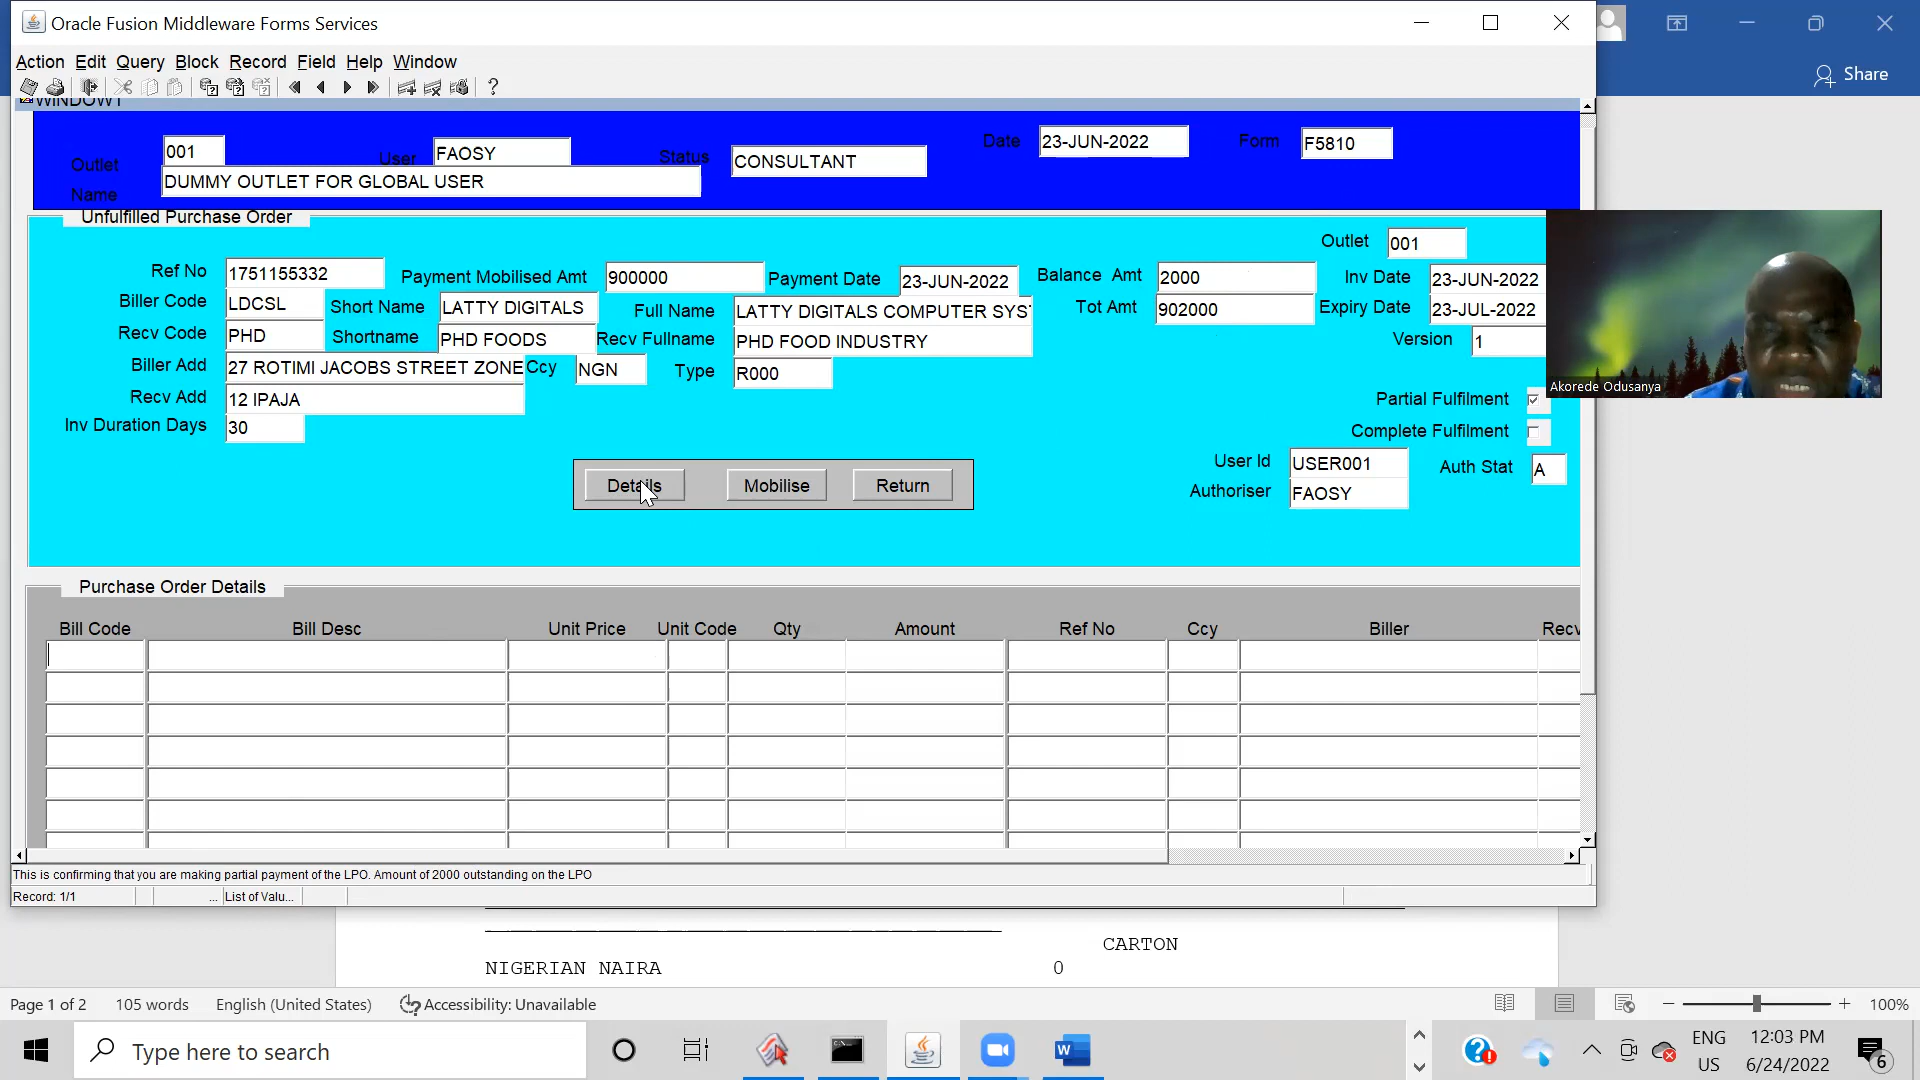 Oracle Fusion Middleware Forms Services
Action Edit Query Block Record Field Help Window
Share
WINDOW1
Outlet 001 User FAOSY Status CONSULTANT Date 23-JUN-2022 Form F5810
Name DUMMY OUTLET FOR GLOBAL USER
Unfulfilled Purchase Order
Outlet 001
Ref No 1751155332 Payment Mobilised Amt 900000 Payment Date 23-JUN-2022 Balance Amt 2000 Inv Date 23-JUN-2022
Biller Code LDCSL Short Name LATTY DIGITALS Full Name LATTY DIGITALS COMPUTER SYS Tot Amt 902000 Expiry Date 23-JUL-2022
Recv Code PHD Shortname PHD FOODS Recv Fullname PHD FOOD INDUSTRY Version 1
Biller Add 27 ROTIMI JACOBS STREET ZONE Ccy NGN Type R000
Akorede Odusanya
Recv Add 12 IPAJA Partial Fulfilment
Inv Duration Days 30 Complete Fulfilment
User Id USER001 Auth Stat A
Details Mobilise Return
Authoriser FAOSY
Purchase Order Details
Bill Code Bill Desc Unit Price Unit Code Qty Amount Ref No Ccy Biller Recv
This is confirming that you are making partial payment of the LPO. Amount of 2000 outstanding on the LPO
Record: 1/1 ... List of Valu...
CARTON
NIGERIAN NAIRA 0
Page 1 of 2 105 words English (United States) Accessibility: Unavailable 100%
Type here to search
ENG 12:03 PM
US 6/24/2022 6